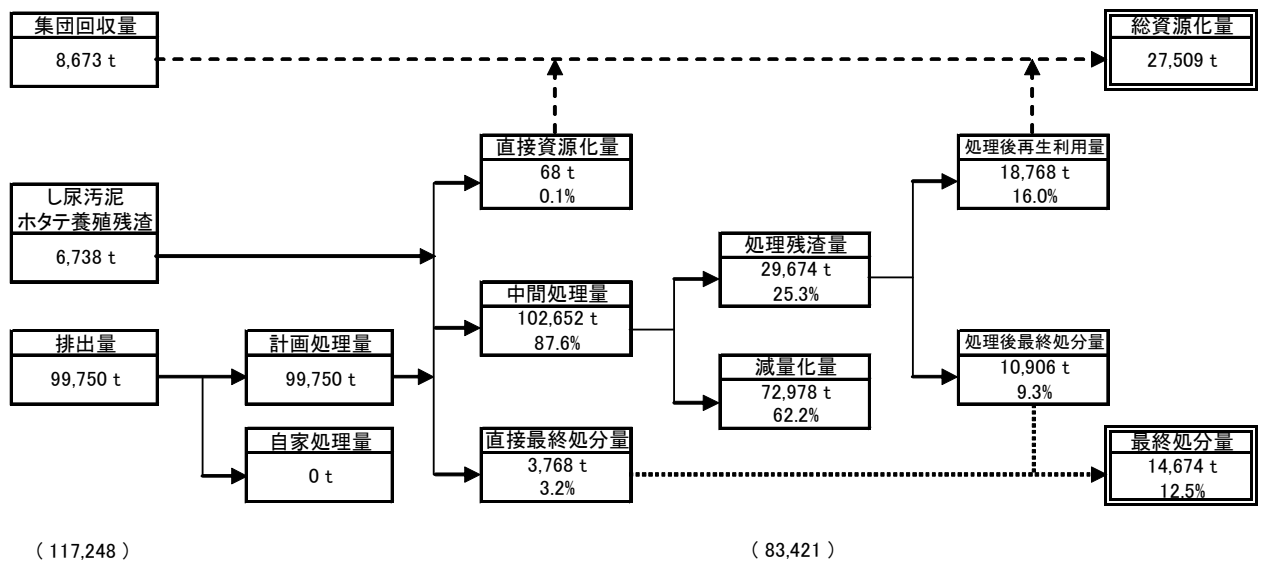 集団回収量
8,673 t
総資源化量
27,509 t
直接資源化量
68 t
0.1%
処理後再生利用量
18,768 t
16.0%
し尿汚泥
ホタテ養殖残渣
6,738 t
処理残渣量
29,674 t
25.3%
中間処理量
102,652 t
87.6%
排出量
99,750 t
計画処理量
99,750 t
減量化量
72,978 t
62.2%
処理後最終処分量
10,906 t
9.3%
自家処理量
0 t
直接最終処分量
3,768 t
3.2%
最終処分量
14,674 t
12.5%
( 117,248 )
( 83,421 )